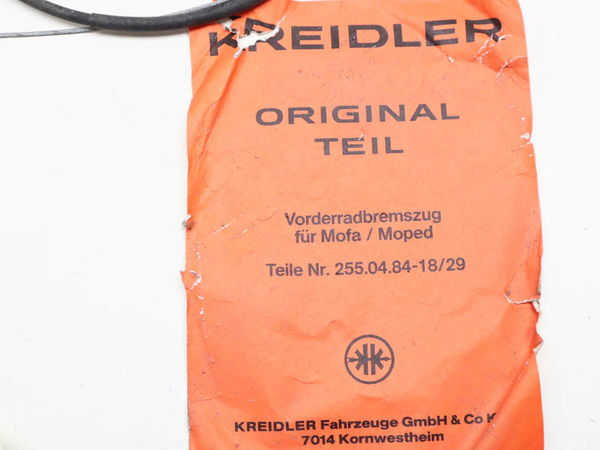 KREIDLER
ORIGINAL
TEIL
Vorderradbremszug
für Mofa / Moped
Teile Nr. 255.04.84-18/29
KREIDLER Fahrzeuge GmbH & Co K
7014 Kornwestheim